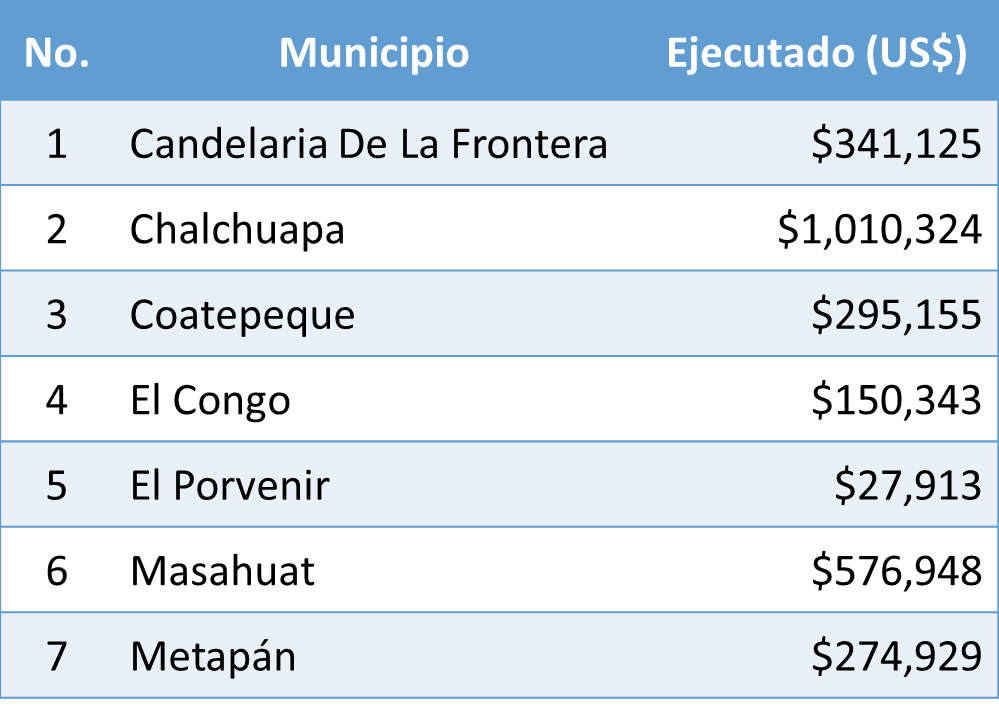 No. Municipio Ejecutado (US$)
1 Candelaria De La Frontera $341,125
2 Chalchuapa $1,010,324
3 Coatepeque $295,155
4 El Congo $150,343
5 El Porvenir $27,913
6 Masahuat $576,948
7 Metapán $274,929